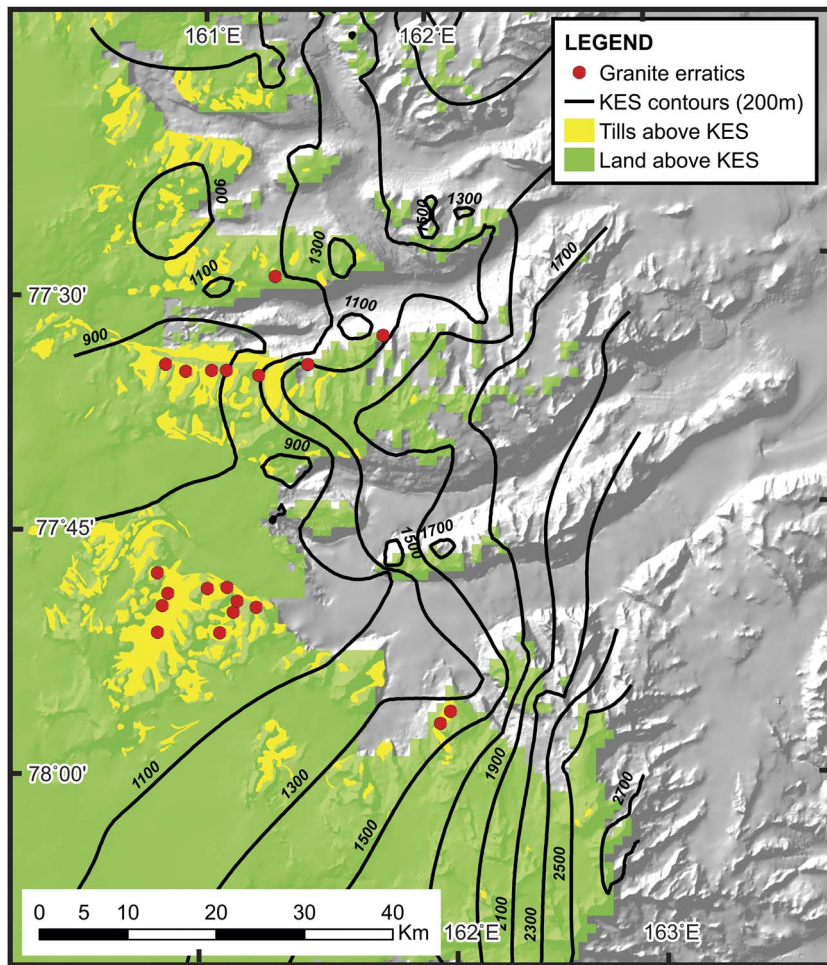 161°E
162°E
LEGEND
Granite erratics
KES contours (200m)
Tills above KES
Land above KES
900
1500
1300
1300
1700
1100
77°30'
1100
900
900
77°45'
1500
1700
78°00'
1100
1300
1500
1900
2700
2500
2100
2300
0 5 10 20 30 40
Km
162°E
163°E